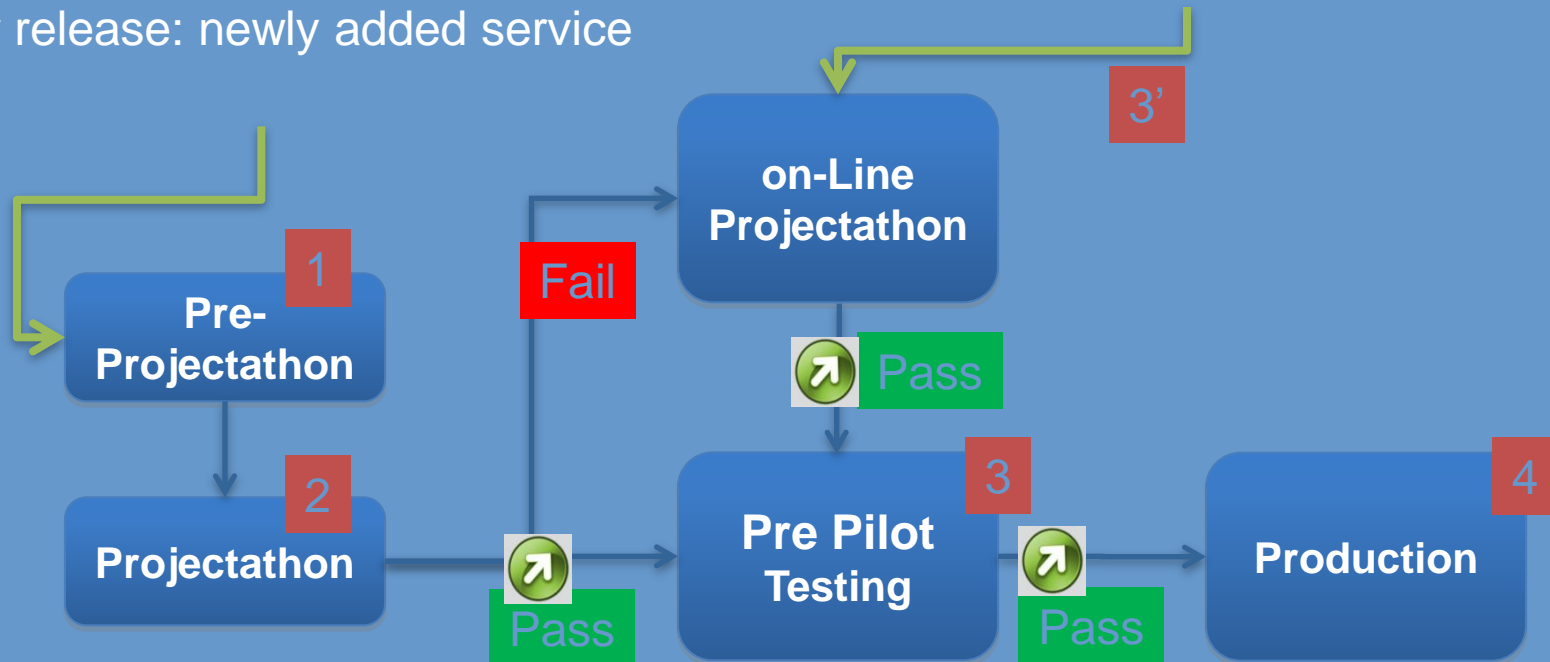 release: newly added service
3’
on-Line
Projectathon
1
Fail
Pre-
Projectathon
Pass
2
3
4
Projectathon
Pre Pilot
Testing
Production
Pass
Pass